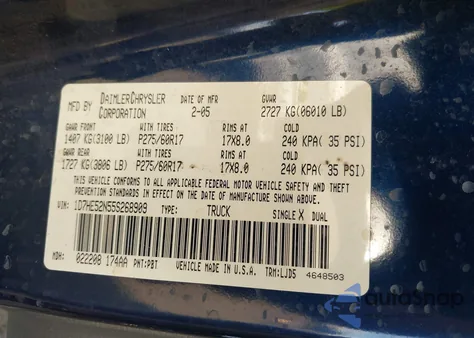 MFD BY DAIMLERCHRYSLER CORPORATION DATE OF MFR 2-05 GVWR 2727 KG(06010 LB)
GAWR FRONT WITH TIRES RIMS AT COLD
1407 KG(3100 LB) P275/60R17 17X8.0 240 KPA( 35 PSI)
GAWR REAR WITH TIRES RIMS AT COLD
1727 KG(3806 LB) P275/60R17 17X8.0 240 KPA( 35 PSI)
THIS VEHICLE CONFORMS TO ALL APPLICABLE FEDERAL MOTOR VEHICLE SAFETY AND THEFT
PREVENTION STANDARDS IN EFFECT ON THE DATE OF MANUFACTURE SHOWN ABOVE.
VIN: 1D7HE52N55S268909 TYPE: TRUCK SINGLE X DUAL
MDH: 022208 174AA PNT:PBT VEHICLE MADE IN U.S.A. TRM:LJD5 4648503
AutoSnap